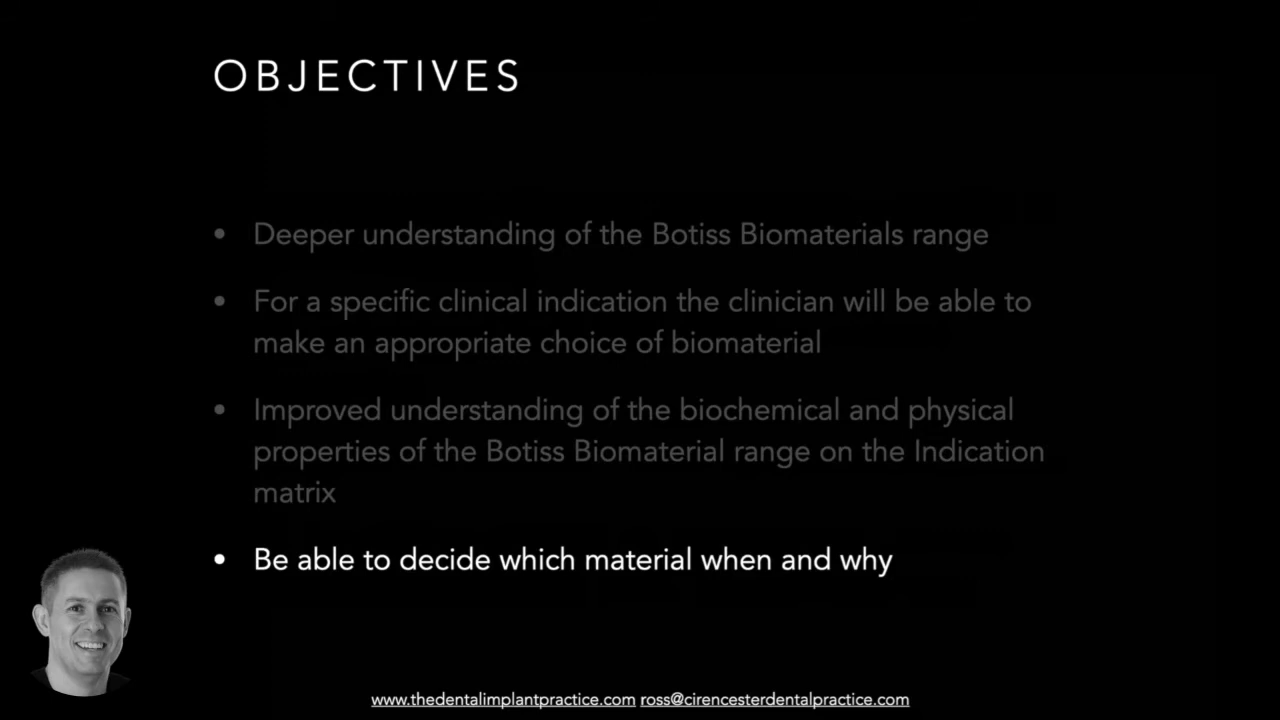 OBJECTIVES
• Deeper understanding of the Botiss Biomaterials range
• For a specific clinical indication the clinician will be able to
make an appropriate choice of biomaterial
• Improved understanding of the biochemical and physical
properties of the Botiss Biomaterial range on the Indication
matrix
• Be able to decide which material when and why
www.thedentalimplantpractice.com ross@cirencesterdentalpractice.com